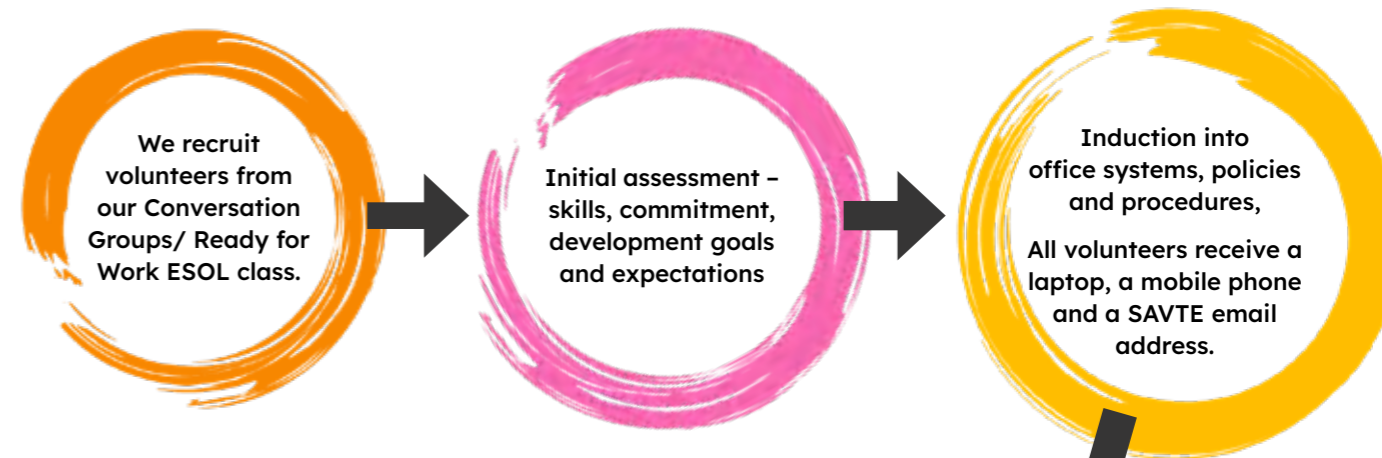 We recruit
volunteers from
our Conversation
Groups/ Ready for
Work ESOL class.
Initial assessment –
skills, commitment,
development goals
and expectations
Induction into
office systems, policies
and procedures,
All volunteers receive a
laptop, a mobile phone
and a SAVTE email
address.